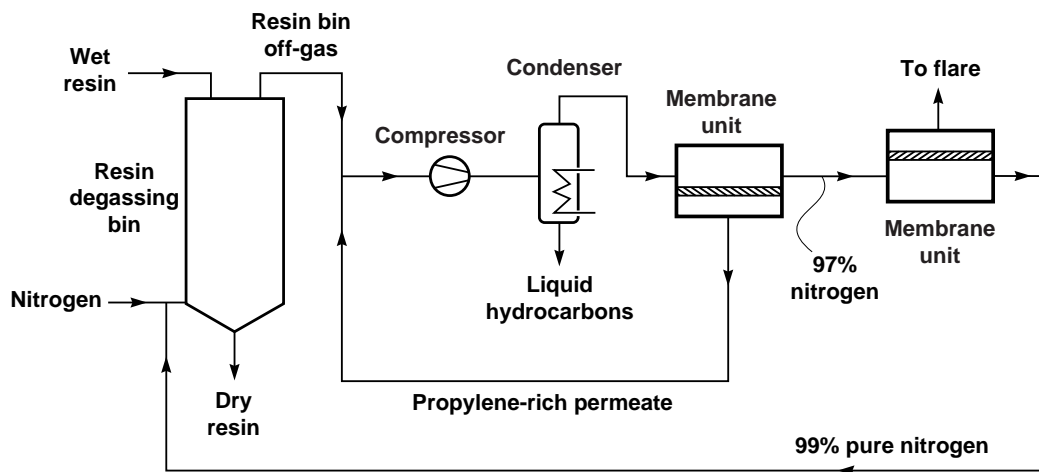 Resin bin
off-gas
Wet
resin
Condenser
To flare
Membrane
unit
Compressor
Resin
degassing
bin
Membrane
unit
97%
nitrogen
Nitrogen
Liquid
hydrocarbons
Dry
resin
Propylene-rich permeate
99% pure nitrogen